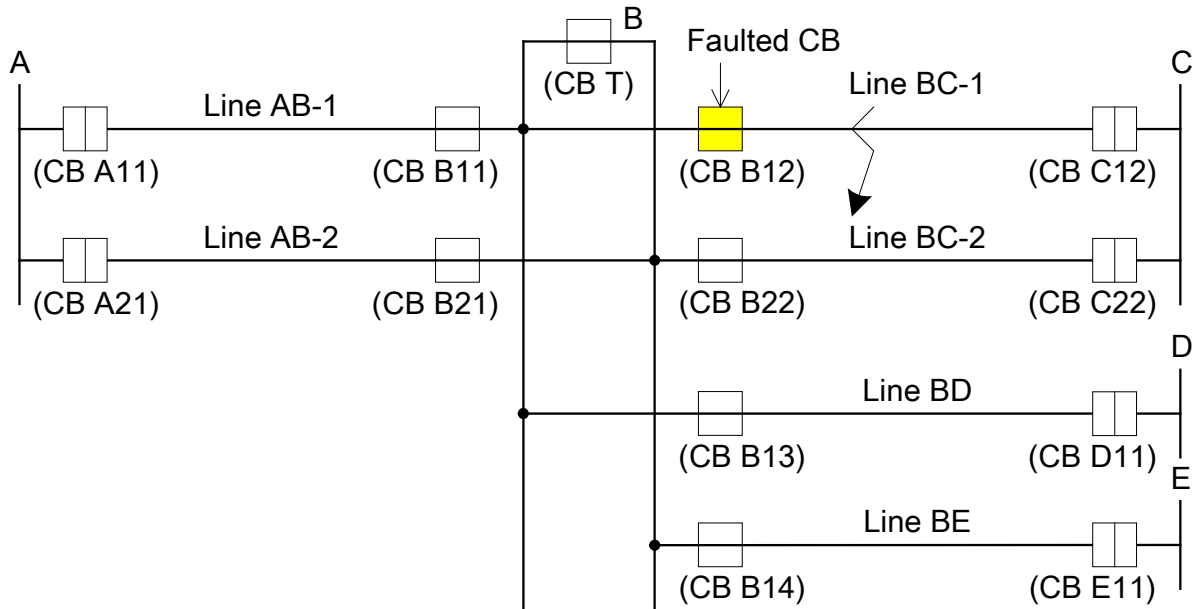 B
Faulted CB
A
C
(CB T)
Line AB-1
Line BC-1
(CB A11)
(CB B11)
(CB B12)
(CB C12)
Line AB-2
Line BC-2
(CB A21)
(CB B21)
(CB B22)
(CB C22)
D
Line BD
(CB B13)
(CB D11)
E
Line BE
(CB B14)
(CB E11)